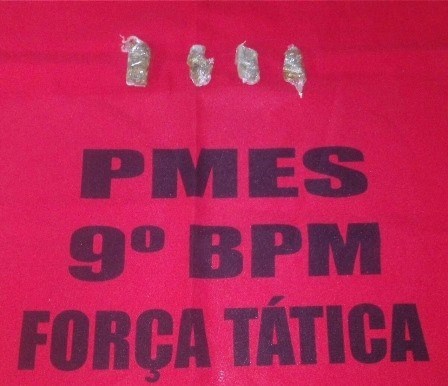 PMES
9º BPM
FORÇA TÁTICA